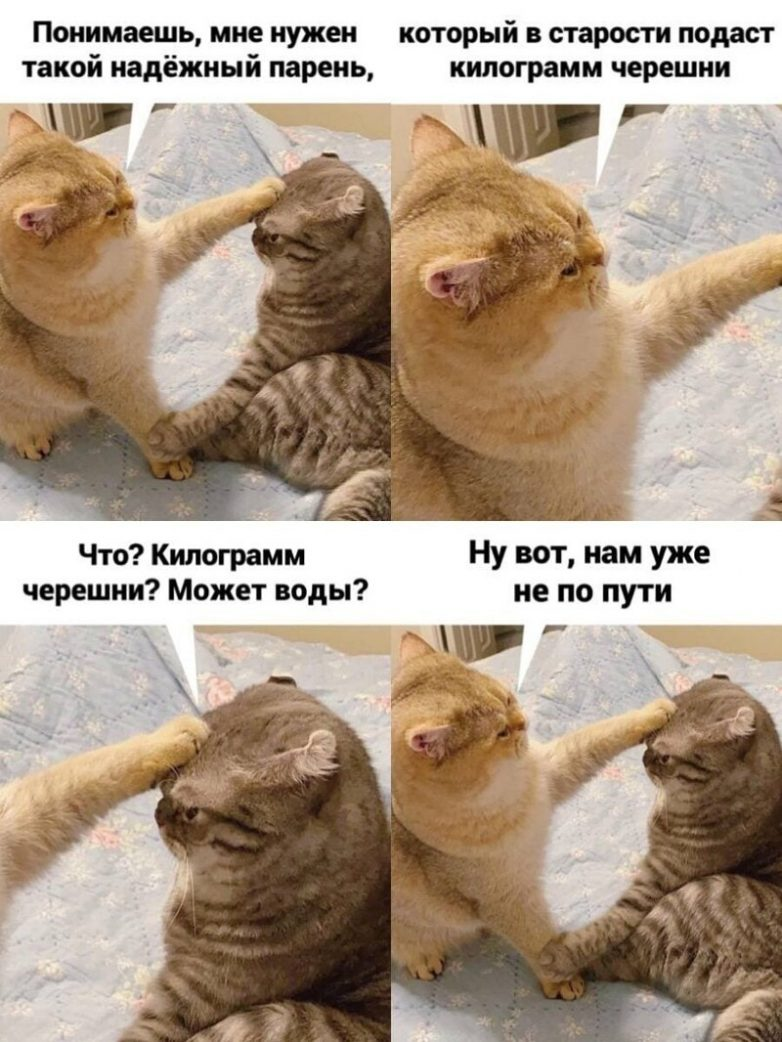 Понимаешь, мне нужен
такой надёжный парень,
который в старости подаст
килограмм черешни
Что? Килограмм
черешни? Может воды?
Ну вот, нам уже
не по пути